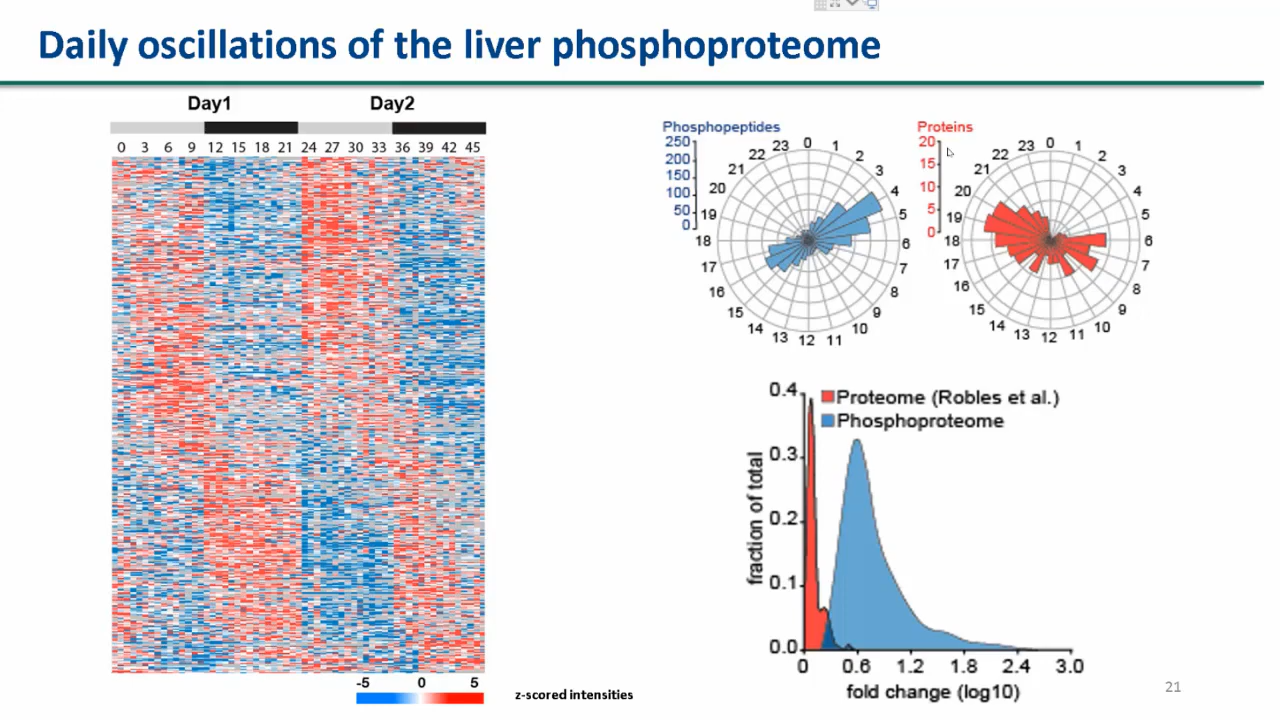 Daily oscillations of the liver phosphoproteome
Day1 Day2
0 3 6 9 12 15 18 21 24 27 30 33 36 39 42 45
-5 0 5
z-scored intensities
Phosphopeptides
250
200
150
100
50
0
0 1 2 3 4 5 6 7 8 9 10 11 12 13 14 15 16 17 18 19 20 21 22 23
Proteins
20
15
10
5
0
0 1 2 3 4 5 6 7 8 9 10 11 12 13 14 15 16 17 18 19 20 21 22 23
Proteome (Robles et al.)
Phosphoproteome
fraction of total
0.4
0.3
0.2
0.1
0.0
0 0.6 1.2 1.8 2.4 3.0
fold change (log10)
21